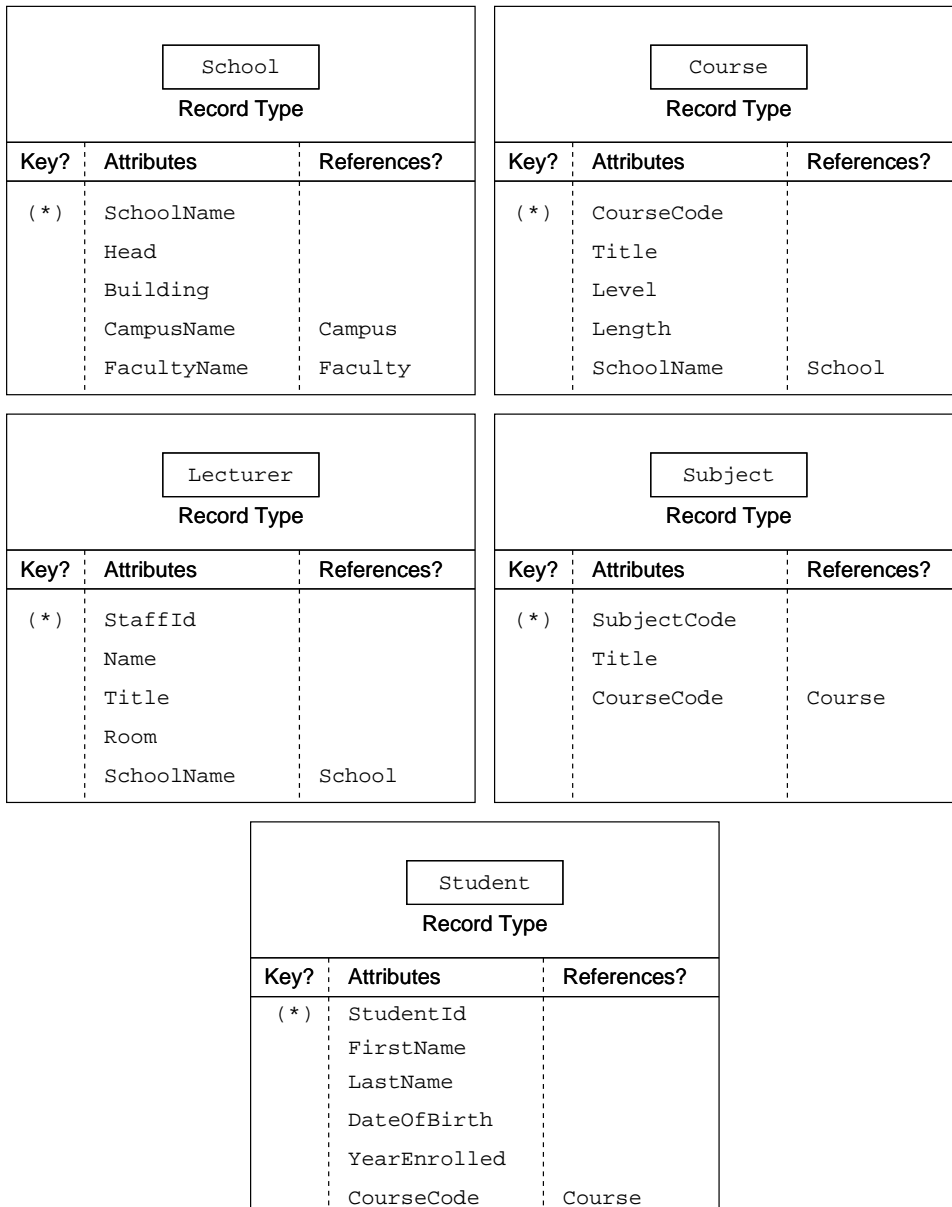 School
Record Type
Key? Attributes References?
(*) SchoolName
Head
Building
CampusName Campus
FacultyName Faculty
Course
Record Type
Key? Attributes References?
(*) CourseCode
Title
Level
Length
SchoolName School
Lecturer
Record Type
Key? Attributes References?
(*) StaffId
Name
Title
Room
SchoolName School
Subject
Record Type
Key? Attributes References?
(*) SubjectCode
Title
CourseCode Course
Student
Record Type
Key? Attributes References?
(*) StudentId
FirstName
LastName
DateOfBirth
YearEnrolled
CourseCode Course